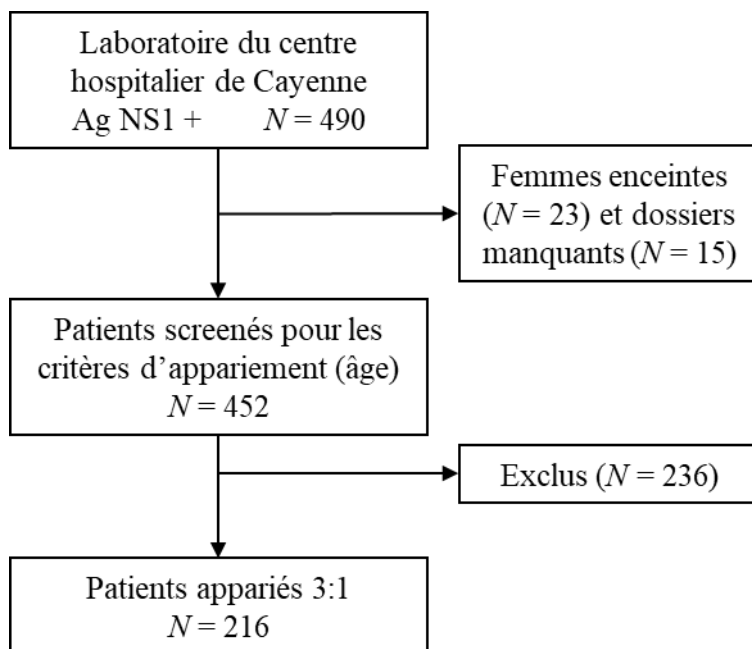 Laboratoire du centre
hospitalier de Cayenne
Ag NS1 + N = 490
Femmes enceintes
(N = 23) et dossiers
manquants (N = 15)
Patients screenés pour les
critères d’appariement (âge)
N = 452
Exclus (N = 236)
Patients appariés 3:1
N = 216